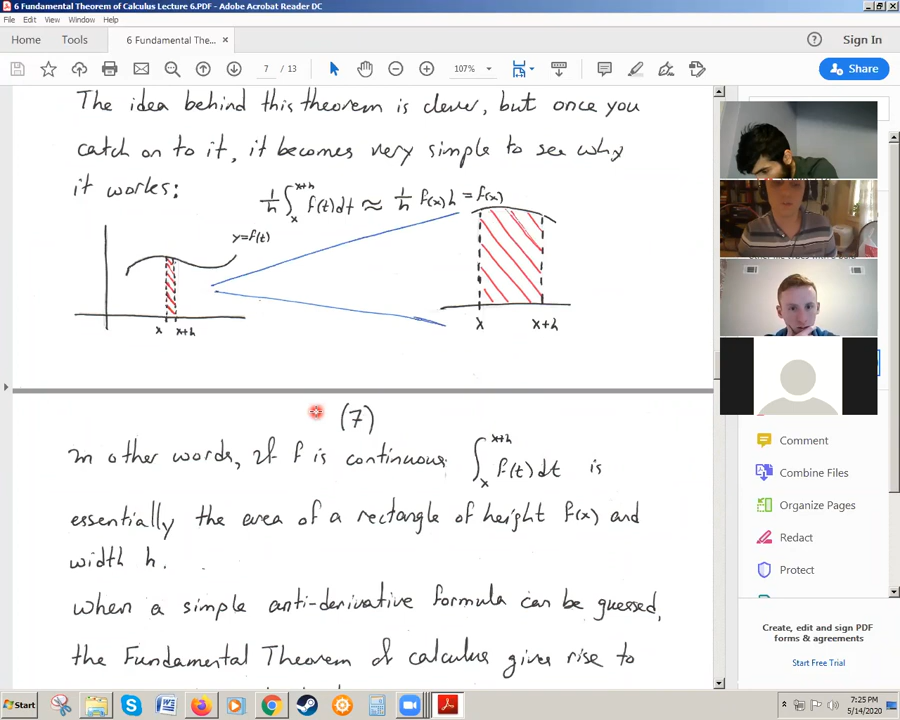 6 Fundamental Theorem of Calculus Lecture 6.PDF - Adobe Acrobat Reader DC
File Edit View Window Help
Home Tools 6 Fundamental The... × Sign In
7 / 13 107% Share
The idea behind this theorem is clever, but once you
catch on to it, it becomes very simple to see why
it works:
1/h ∫_x^{x+h} f(t)dt ≈ 1/h f(x)h = f(x)
y=f(t)
x x+h
x x+h
(7)
In other words, if f is continuous ∫_x^{x+h} f(t)dt is
essentially the area of a rectangle of height f(x) and
width h.
When a simple anti-derivative formula can be guessed,
the Fundamental Theorem of calculus gives rise to
Comment
Combine Files
Organize Pages
Redact
Protect
Create, edit and sign PDF
forms & agreements
Start Free Trial
Start
7:25 PM
5/14/2020